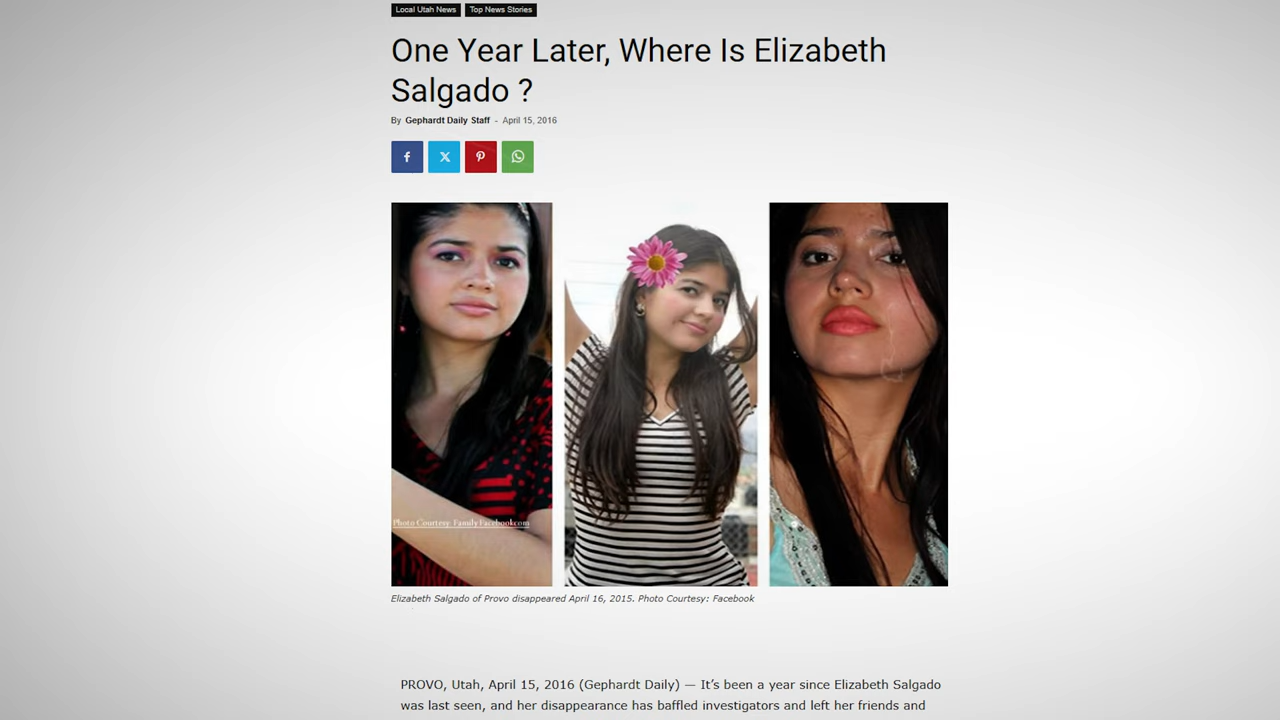 Local Utah News Top News Stories
One Year Later, Where Is Elizabeth
Salgado ?
By Gephardt Daily Staff - April 15, 2016
Photo Courtesy: Family Facebook.com
Elizabeth Salgado of Provo disappeared April 16, 2015. Photo Courtesy: Facebook
PROVO, Utah, April 15, 2016 (Gephardt Daily) — It’s been a year since Elizabeth Salgado
was last seen, and her disappearance has baffled investigators and left her friends and